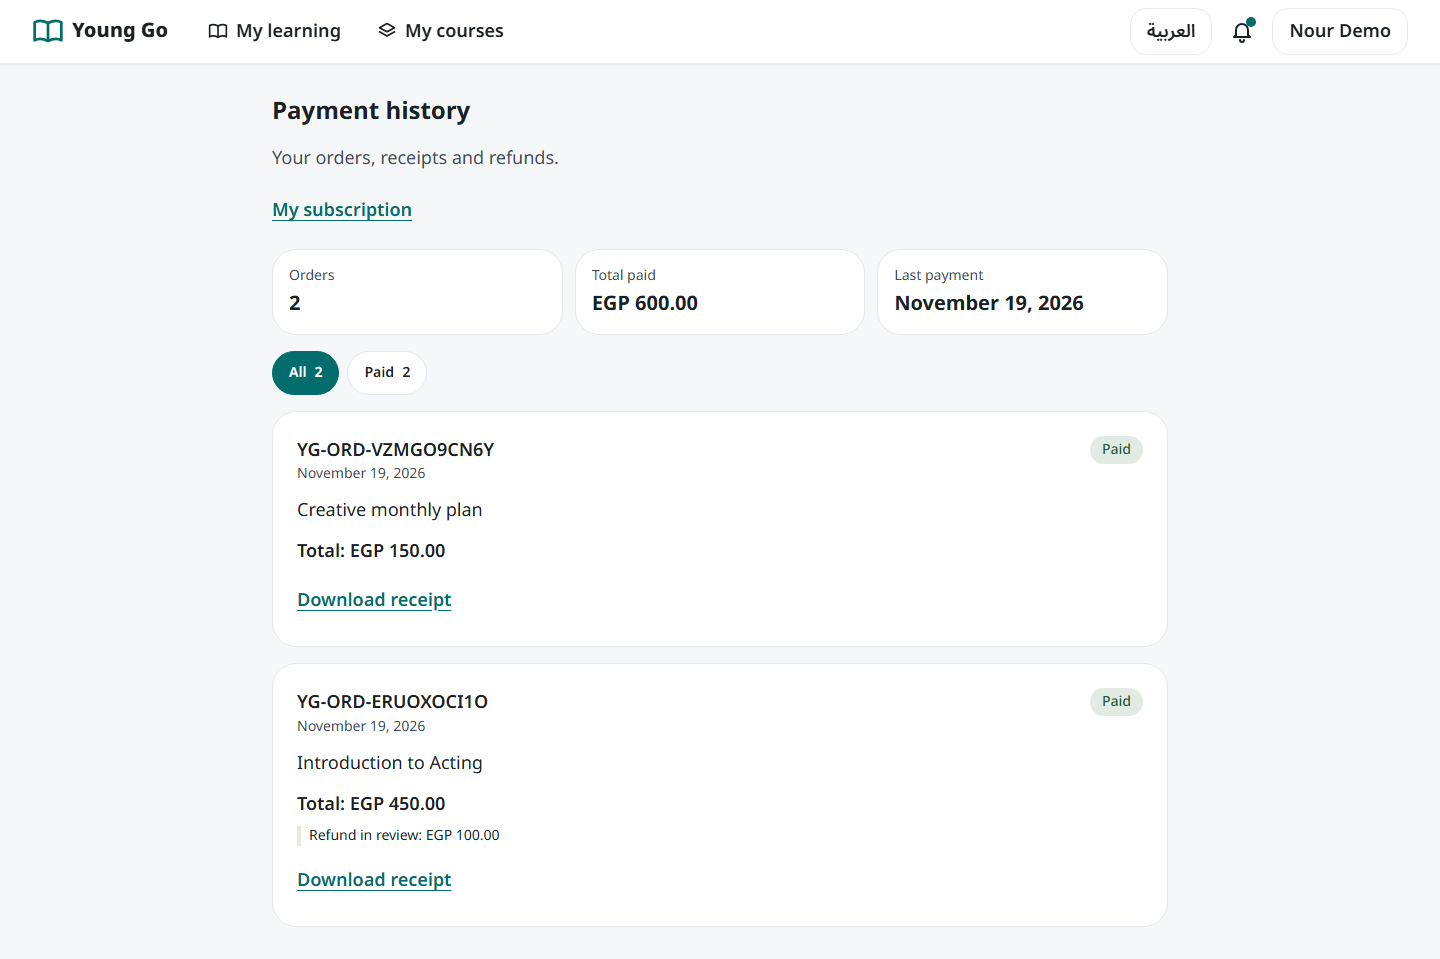 Young Go
My learning
My courses
العربية
Nour Demo
Payment history
Your orders, receipts and refunds.
My subscription
Orders
2
Total paid
EGP 600.00
Last payment
November 19, 2026
All 2
Paid 2
YG-ORD-VZMGO9CN6Y
Paid
November 19, 2026
Creative monthly plan
Total: EGP 150.00
Download receipt
YG-ORD-ERUOXOCI1O
Paid
November 19, 2026
Introduction to Acting
Total: EGP 450.00
Refund in review: EGP 100.00
Download receipt